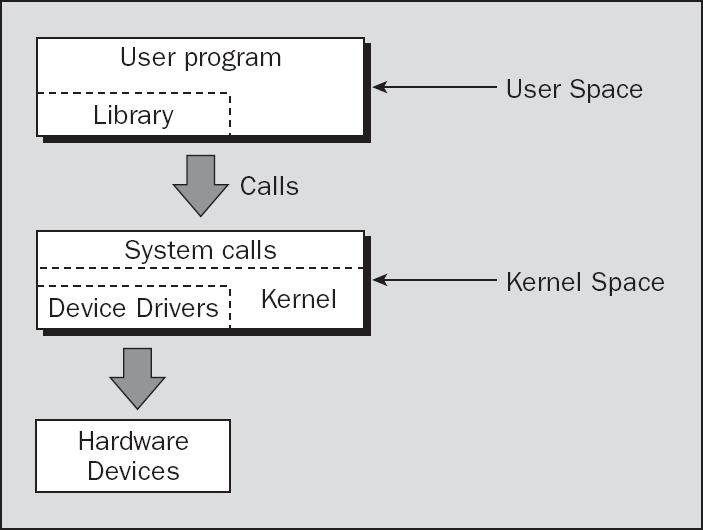 User program
User Space
Library
Calls
System calls
Kernel Space
Device Drivers
Kernel
Hardware
Devices